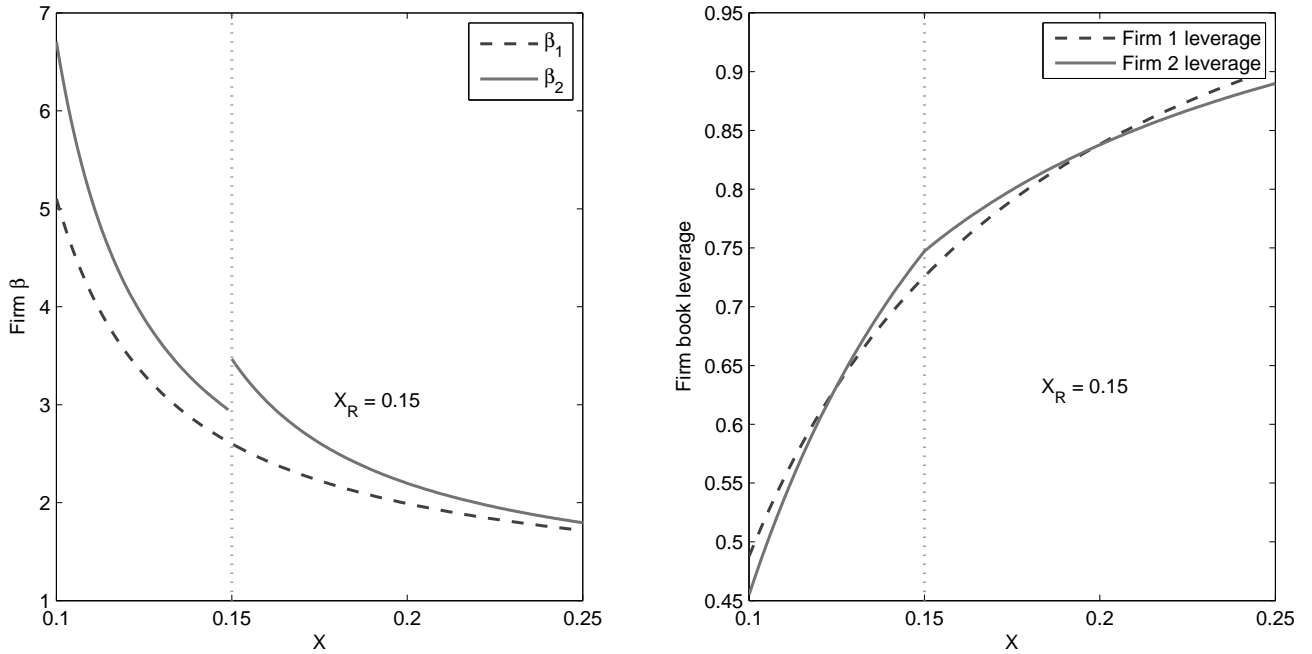 7
6
5
4
3
2
1
0.1
0.15
0.2
0.25
X
Firm β
β1
β2
X_R = 0.15
0.95
0.9
0.85
0.8
0.75
0.7
0.65
0.6
0.55
0.5
0.45
0.1
0.15
0.2
0.25
X
Firm book leverage
Firm 1 leverage
Firm 2 leverage
X_R = 0.15